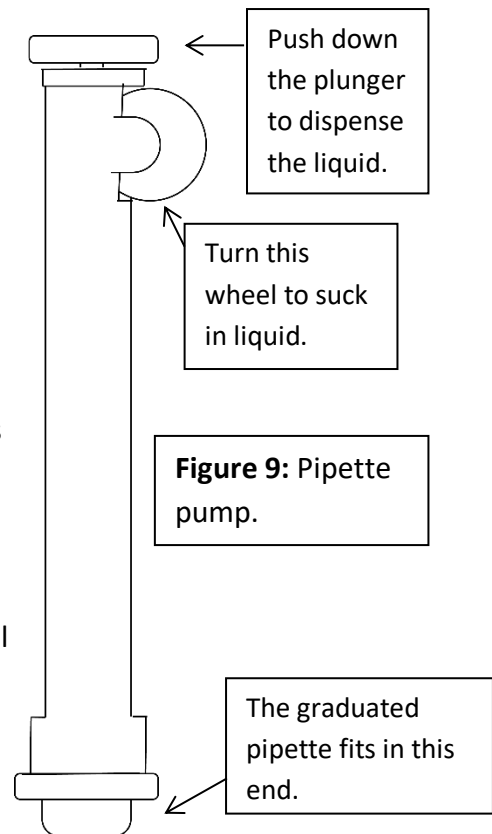 Push down
the plunger
to dispense
the liquid.
Turn this
wheel to suck
in liquid.
Figure 9: Pipette
pump.
The graduated
pipette fits in this
end.